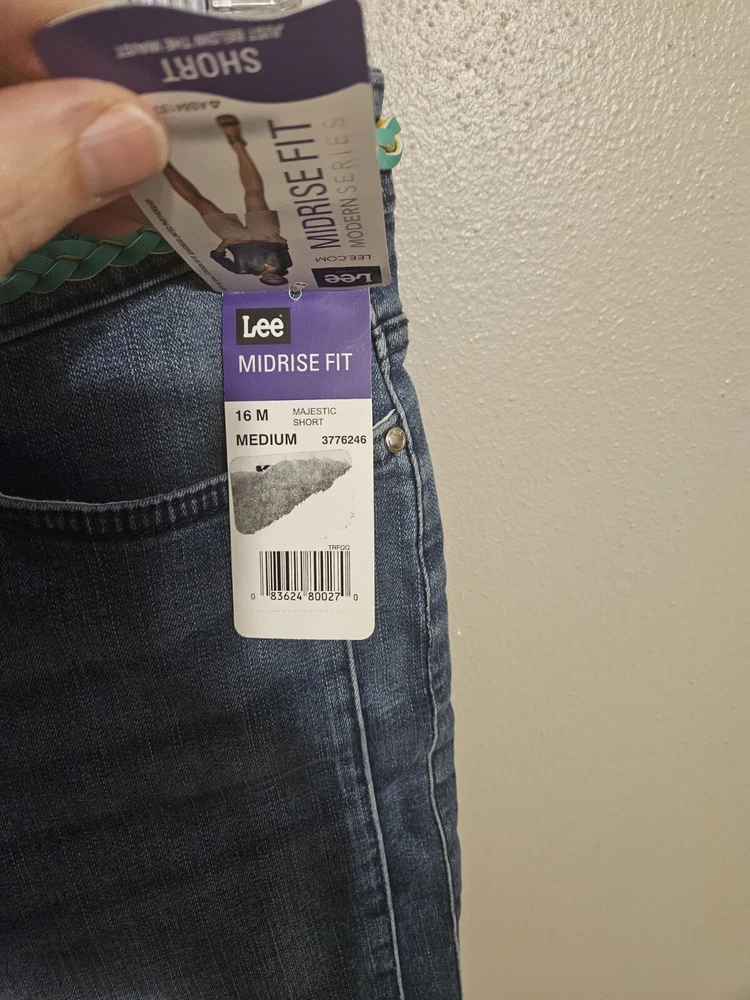 SHORT
JUST BELOW THE WAIST
MIDRISE FIT
MODERN SERIES
LEE.COM
Lee
Lee
MIDRISE FIT
16 M MAJESTIC
SHORT
MEDIUM 3776246
TRFQQ
0 83624 80027 0